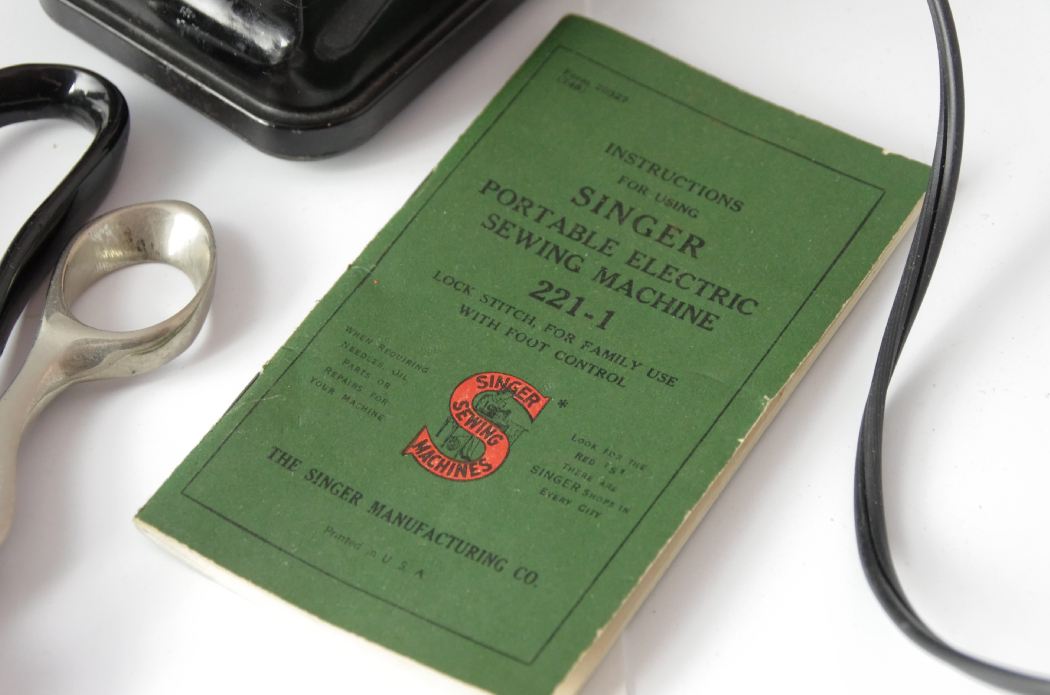 INSTRUCTIONS
FOR USING
SINGER
PORTABLE ELECTRIC
SEWING MACHINE
221-1
LOCK STITCH, FOR FAMILY USE
WITH FOOT CONTROL
WHEN REQUIRING
NEEDLES, OIL
PARTS OR
REPAIRS FOR
YOUR MACHINE
SINGER *
SEWING
MACHINES
LOOK FOR THE
RED "S"
THERE ARE
SINGER SHOPS IN
EVERY CITY
THE SINGER MANUFACTURING CO.
Printed in U. S. A.